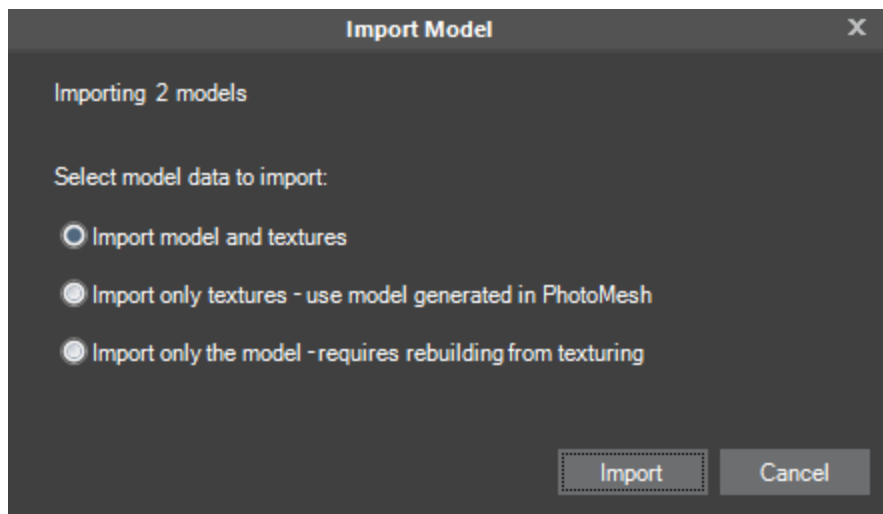 Import Model
X
Importing 2 models
Select model data to import:
Import model and textures
Import only textures - use model generated in PhotoMesh
Import only the model - requires rebuilding from texturing
Import
Cancel